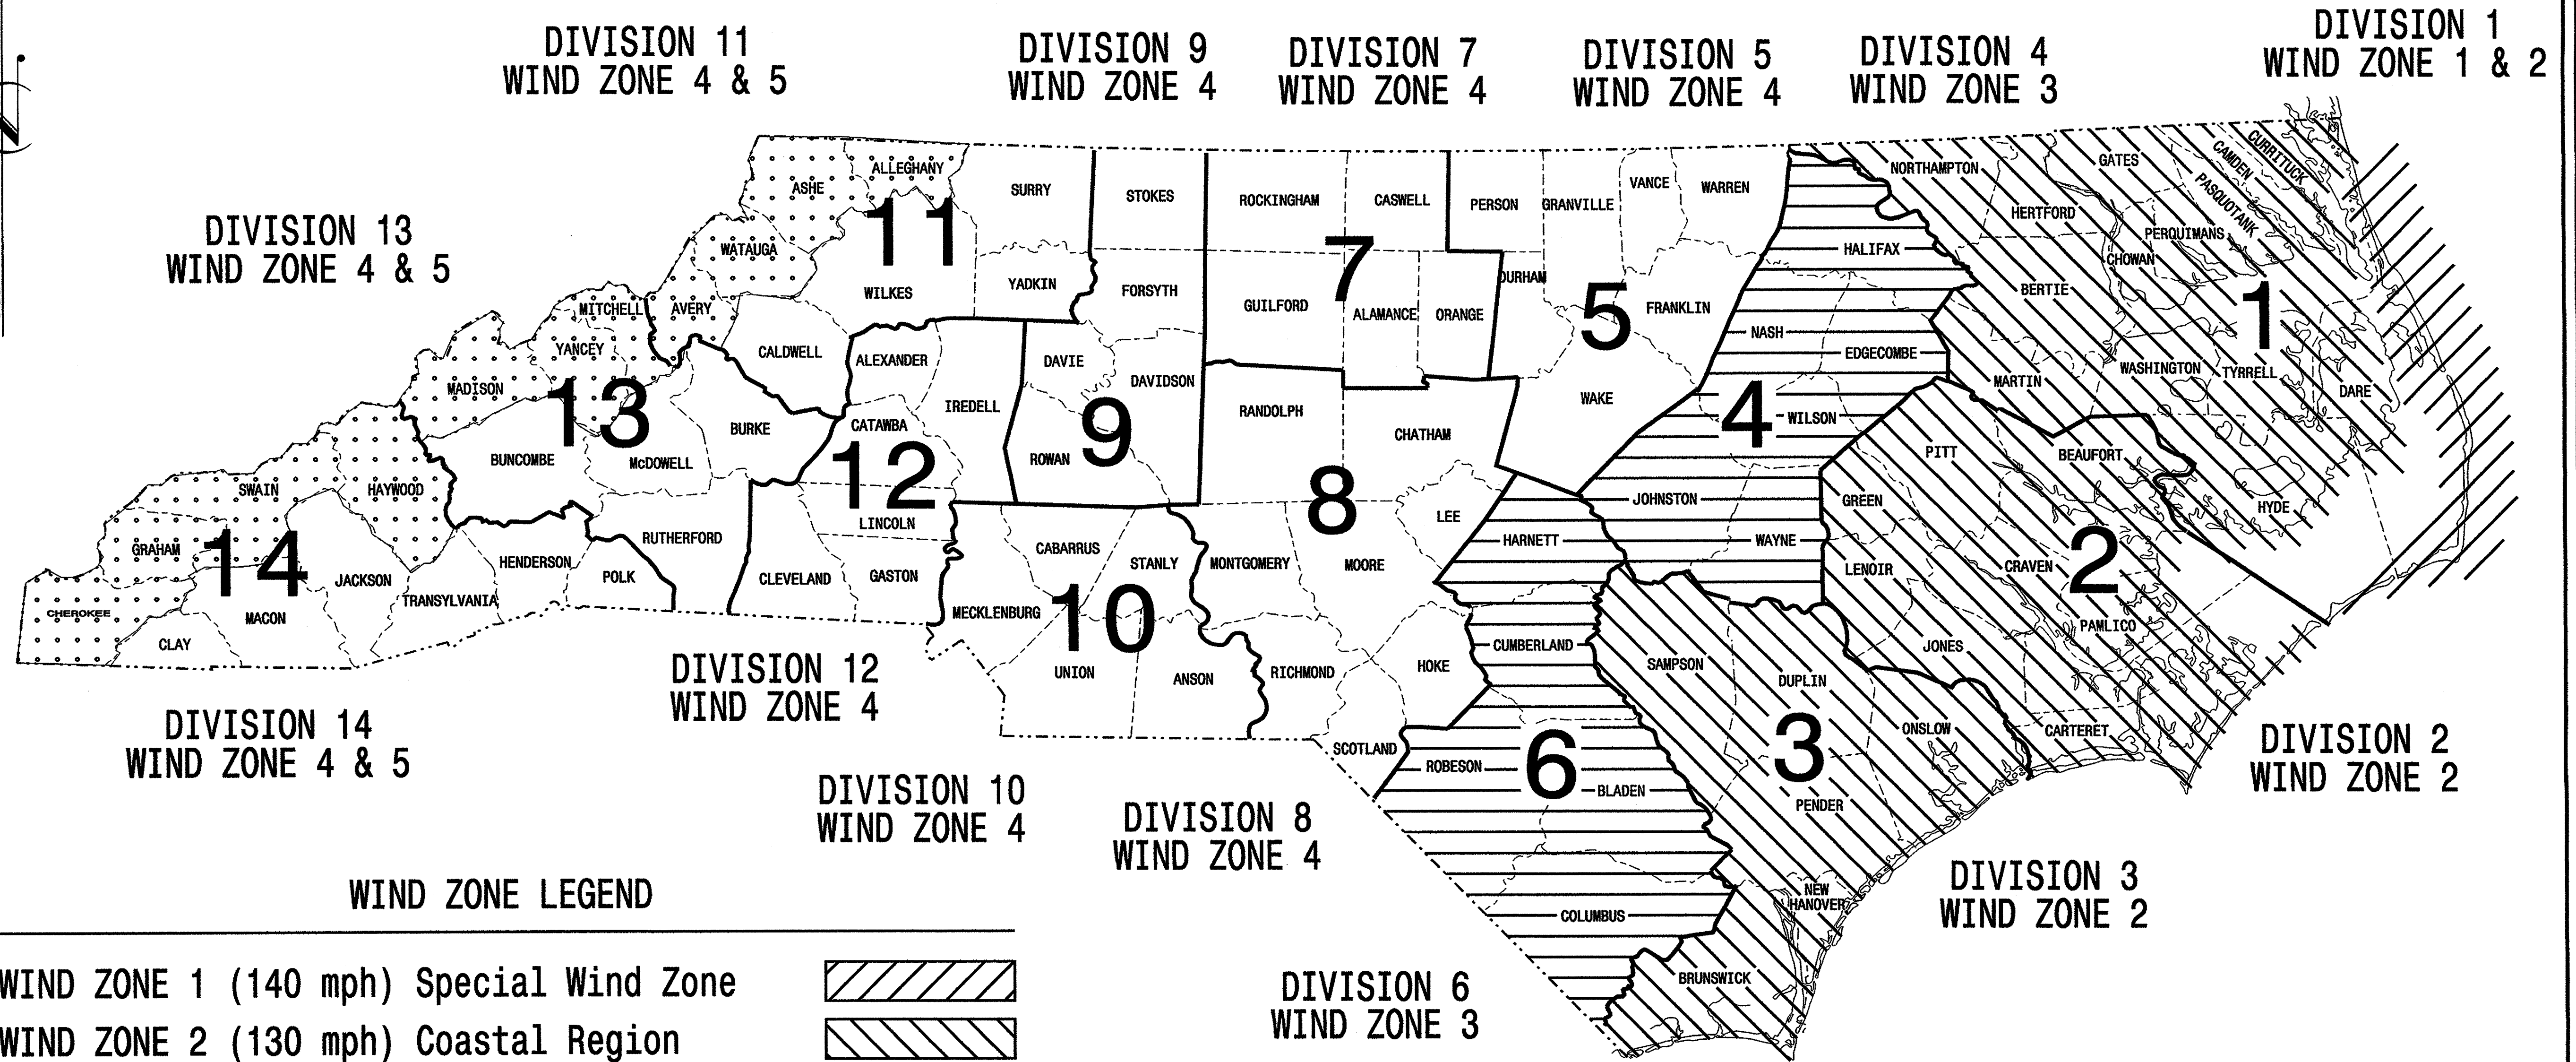 DIVISION 11
WIND ZONE 4 & 5
DIVISION 9
WIND ZONE 4
DIVISION 7
WIND ZONE 4
DIVISION 5
WIND ZONE 4
DIVISION 4
WIND ZONE 3
DIVISION 1
WIND ZONE 1 & 2
DIVISION 13
WIND ZONE 4 & 5
N
ASHE
ALLEGHANY
SURRY
STOKES
ROCKINGHAM
CASWELL
PERSON
GRANVILLE
VANCE
WARREN
NORTHAMPTON
GATES
CAMDEN
CURRITUCK
PASQUOTANK
HERTFORD
PERQUIMANS
CHOWAN
BERTIE
HALIFAX
WATAUGA
11
WILKES
YADKIN
FORSYTH
GUILFORD
7
ALAMANCE
ORANGE
DURHAM
5
FRANKLIN
NASH
EDGECOMBE
1
MITCHELL
AVERY
YANCEY
CALDWELL
ALEXANDER
DAVIE
DAVIDSON
MADISON
13
BURKE
IREDELL
CATAWBA
ROWAN
9
RANDOLPH
CHATHAM
WAKE
4
WILSON
MARTIN
WASHINGTON
TYRRELL
DARE
BUNCOMBE
McDOWELL
12
LINCOLN
PITT
BEAUFORT
HYDE
SWAIN
HAYWOOD
8
LEE
JOHNSTON
GREEN
2
GRAHAM
14
JACKSON
HENDERSON
POLK
RUTHERFORD
CLEVELAND
GASTON
CABARRUS
STANLY
MONTGOMERY
MOORE
HARNETT
WAYNE
LENOIR
CRAVEN
CHEROKEE
CLAY
MACON
TRANSYLVANIA
MECKLENBURG
10
UNION
ANSON
RICHMOND
HOKE
CUMBERLAND
SAMPSON
DUPLIN
JONES
PAMLICO
SCOTLAND
ROBESON
6
BLADEN
3
PENDER
ONSLOW
CARTERET
COLUMBUS
NEW
HANOVER
BRUNSWICK
DIVISION 12
WIND ZONE 4
DIVISION 14
WIND ZONE 4 & 5
DIVISION 10
WIND ZONE 4
DIVISION 8
WIND ZONE 4
DIVISION 2
WIND ZONE 2
DIVISION 3
WIND ZONE 2
DIVISION 6
WIND ZONE 3
WIND ZONE LEGEND
WIND ZONE 1 (140 mph) Special Wind Zone
WIND ZONE 2 (130 mph) Coastal Region